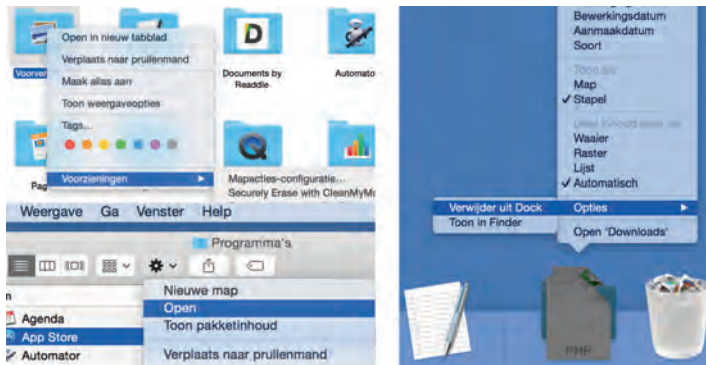 Open in nieuw tabblad
Verplaats naar prullenmand
Maak alias aan
Toon weergaveopties
Tags...
Voorzieningen
Mapacties-configuratie...
Securely Erase with CleanMyM
Voorver
D
Documents by
Readdle
Automato
Pag
Weergave Ga Venster Help
Programma's
Agenda
App Store
Automator
Nieuwe map
Open
Toon pakketinhoud
Verplaats naar prullenmand
Bewerkingsdatum
Aanmaakdatum
Soort
Toon als
Map
✓ Stapel
Waaier
Raster
Lijst
✓ Automatisch
Opties
Verwijder uit Dock
Toon in Finder
Open 'Downloads'
PHP